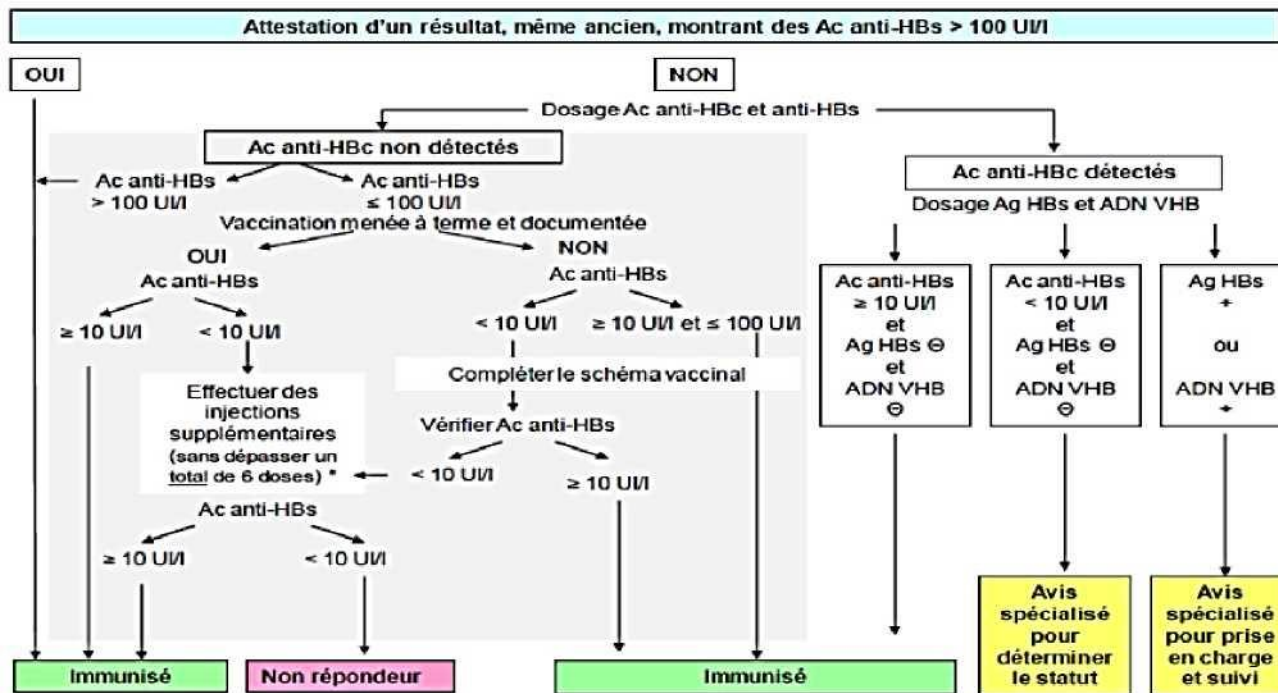 Attestation d'un résultat, même ancien, montrant des Ac anti-HBs > 100 UI/l
OUI
NON
Dosage Ac anti-HBc et anti-HBs
Ac anti-HBc non détectés
Ac anti-HBs
> 100 UI/l
Ac anti-HBs
≤ 100 UI/l
Vaccination menée à terme et documentée
OUI
Ac anti-HBs
≥ 10 UI/l
< 10 UI/l
Effectuer des
injections
supplémentaires
(sans dépasser un
total de 6 doses) *
Ac anti-HBs
≥ 10 UI/l
< 10 UI/l
NON
Ac anti-HBs
< 10 UI/l
≥ 10 UI/l et ≤ 100 UI/l
Compléter le schéma vaccinal
Vérifier Ac anti-HBs
< 10 UI/l
≥ 10 UI/l
Ac anti-HBc détectés
Dosage Ag HBs et ADN VHB
Ac anti-HBs
≥ 10 UI/l
et
Ag HBs ⊖
et
ADN VHB
⊖
Ac anti-HBs
< 10 UI/l
et
Ag HBs ⊖
et
ADN VHB
⊖
Ag HBs
+
ou
ADN VHB
+
Immunisé
Non répondeur
Immunisé
Avis
spécialisé
pour
déterminer
le statut
Avis
spécialisé
pour prise
en charge
et suivi